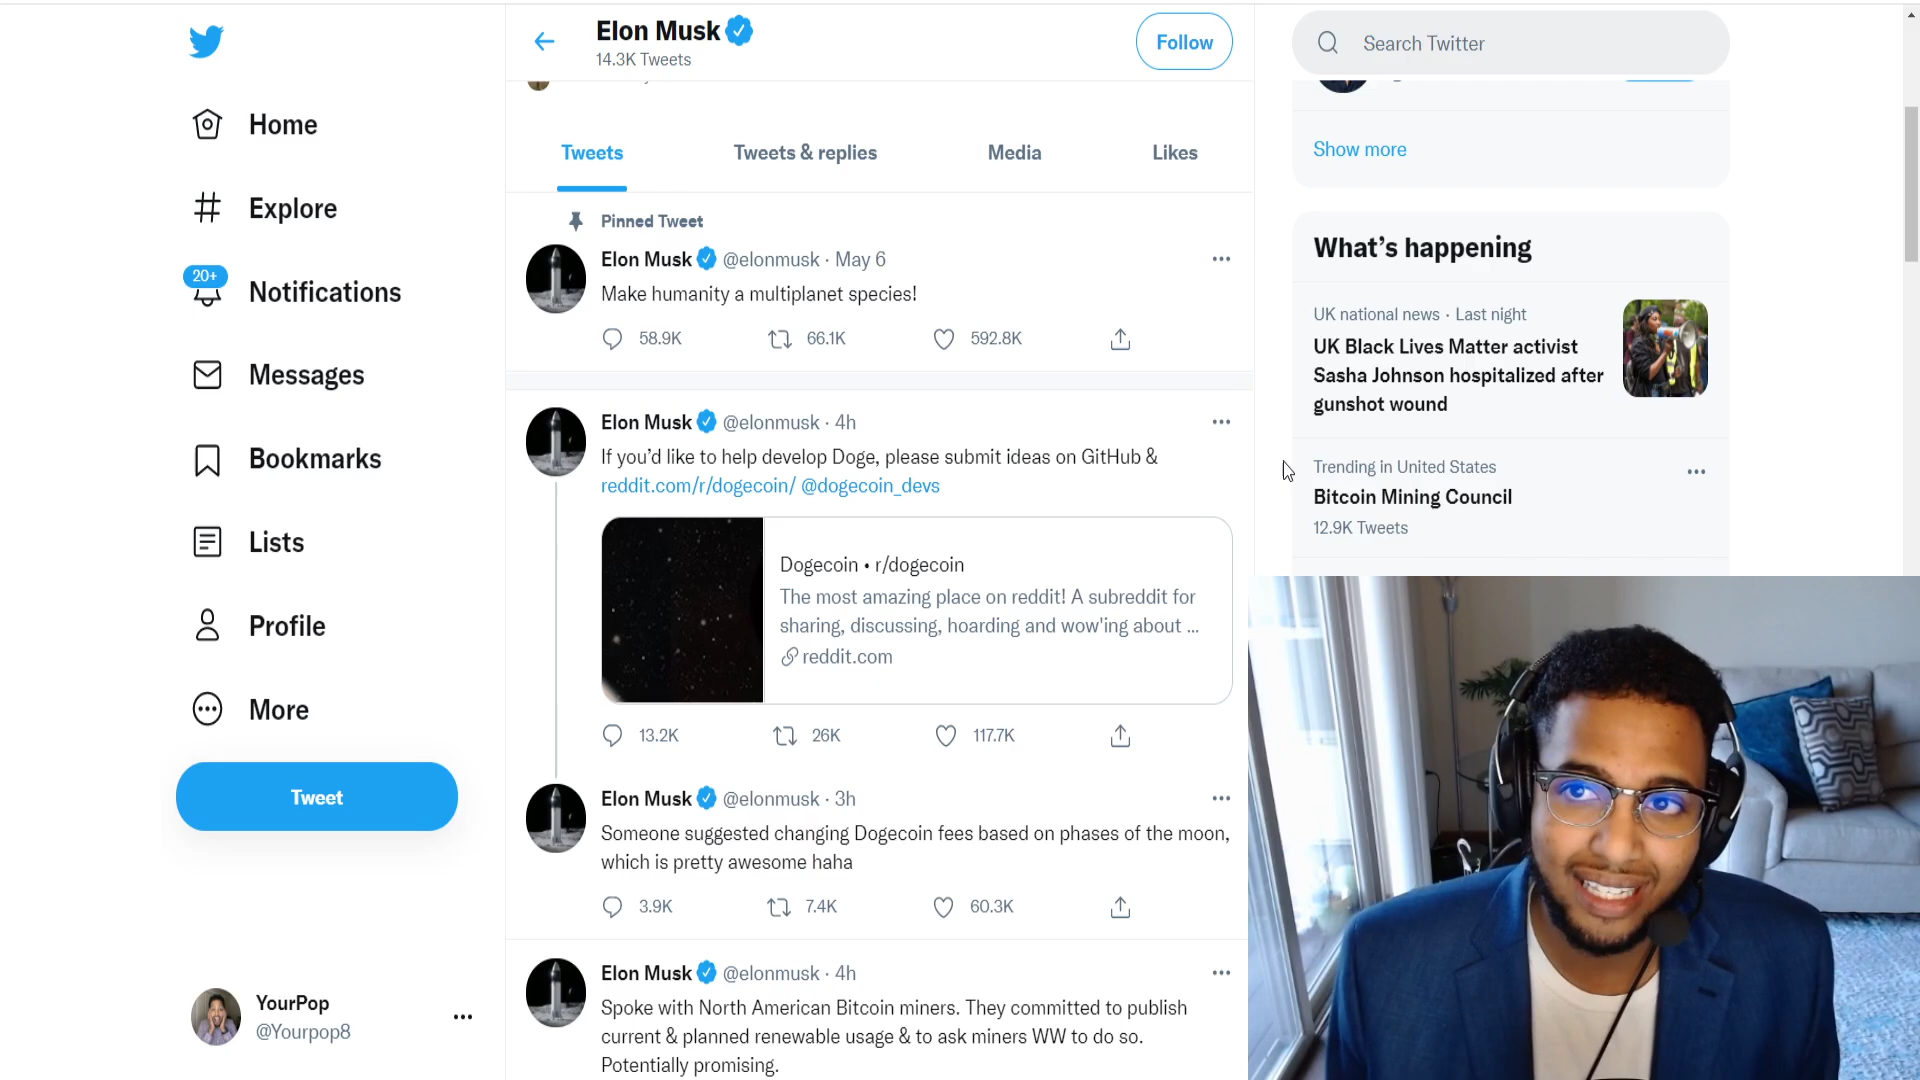 Home
Explore
20+
Notifications
Messages
Bookmarks
Lists
Profile
More
Tweet
YourPop
@Yourpop8
Elon Musk
14.3K Tweets
Follow
Tweets
Tweets & replies
Media
Likes
Pinned Tweet
Elon Musk @elonmusk · May 6
Make humanity a multiplanet species!
58.9K
66.1K
592.8K
Elon Musk @elonmusk · 4h
If you’d like to help develop Doge, please submit ideas on GitHub &
reddit.com/r/dogecoin/ @dogecoin_devs
Dogecoin • r/dogecoin
The most amazing place on reddit! A subreddit for
sharing, discussing, hoarding and wow'ing about ...
reddit.com
13.2K
26K
117.7K
Elon Musk @elonmusk · 3h
Someone suggested changing Dogecoin fees based on phases of the moon,
which is pretty awesome haha
3.9K
7.4K
60.3K
Elon Musk @elonmusk · 4h
Spoke with North American Bitcoin miners. They committed to publish
current & planned renewable usage & to ask miners WW to do so.
Potentially promising.
Search Twitter
Show more
What’s happening
UK national news · Last night
UK Black Lives Matter activist
Sasha Johnson hospitalized after
gunshot wound
Trending in United States
Bitcoin Mining Council
12.9K Tweets